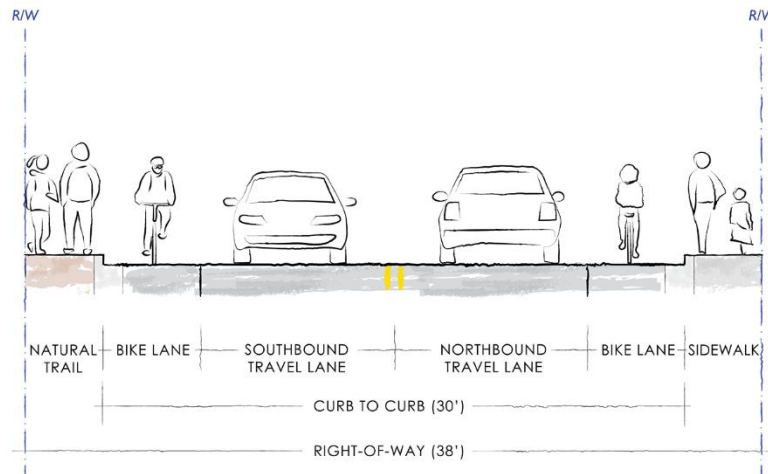 R/W
R/W
NATURAL TRAIL
BIKE LANE
SOUTHBOUND TRAVEL LANE
NORTHBOUND TRAVEL LANE
BIKE LANE
SIDEWALK
CURB TO CURB (30')
RIGHT-OF-WAY (38')